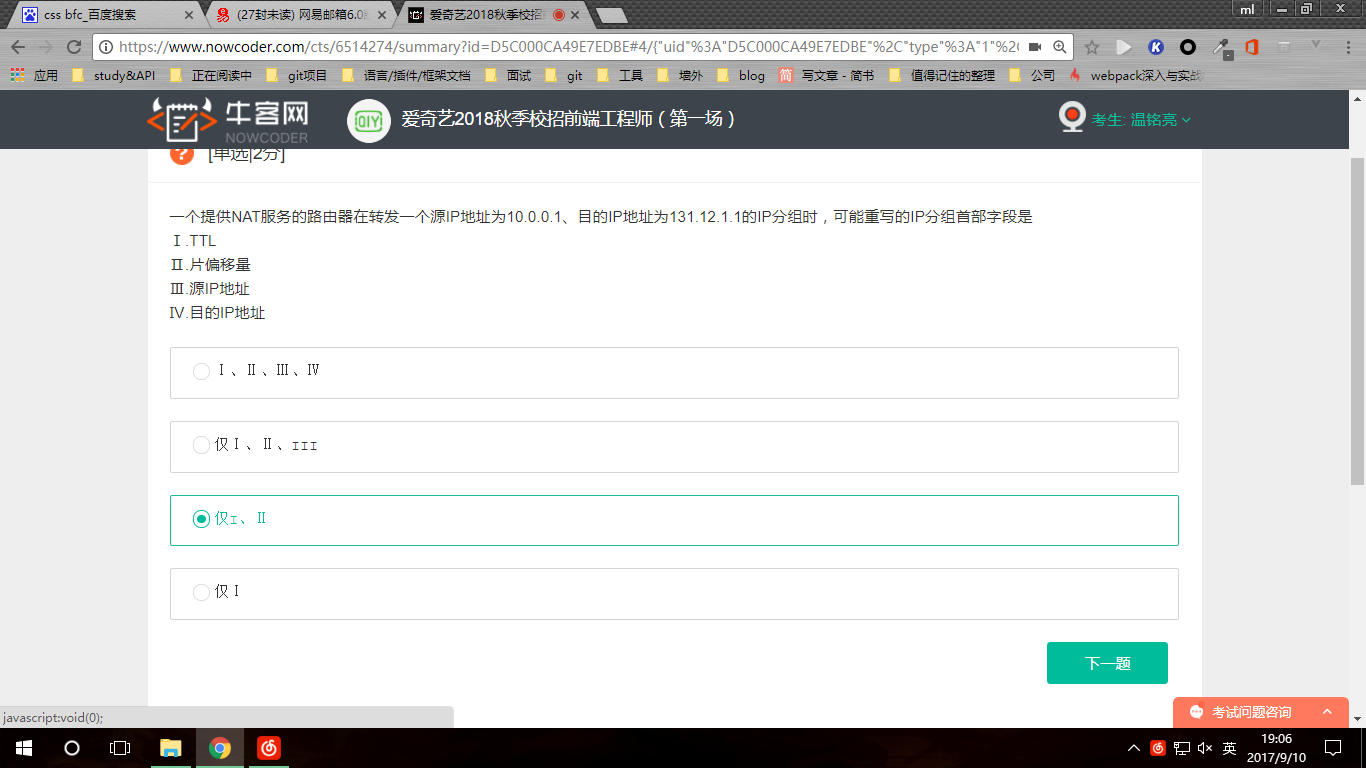 css bfc_百度搜索
(27封未读) 网易邮箱6.0
爱奇艺2018秋季校招
ml
https://www.nowcoder.com/cts/6514274/summary?id=D5C000CA49E7EDBE#4/{"uid"%3A"D5C000CA49E7EDBE"%2C"type"%3A"1"%2
应用 study&API 正在阅读中 git项目 语言/插件/框架文档 面试 git 工具 墙外 blog 简 写文章 - 简书 值得记住的整理 公司 webpack深入与实战
牛客网
NOWCODER
QIY
爱奇艺2018秋季校招前端工程师（第一场）
考生: 温铭亮
? [单选|2分]
一个提供NAT服务的路由器在转发一个源IP地址为10.0.0.1、目的IP地址为131.12.1.1的IP分组时，可能重写的IP分组首部字段是
Ⅰ.TTL
Ⅱ.片偏移量
Ⅲ.源IP地址
Ⅳ.目的IP地址
Ⅰ、Ⅱ、Ⅲ、Ⅳ
仅Ⅰ、Ⅱ、III
仅I、Ⅱ
仅Ⅰ
下一题
javascript:void(0);
考试问题咨询
英
19:06
2017/9/10